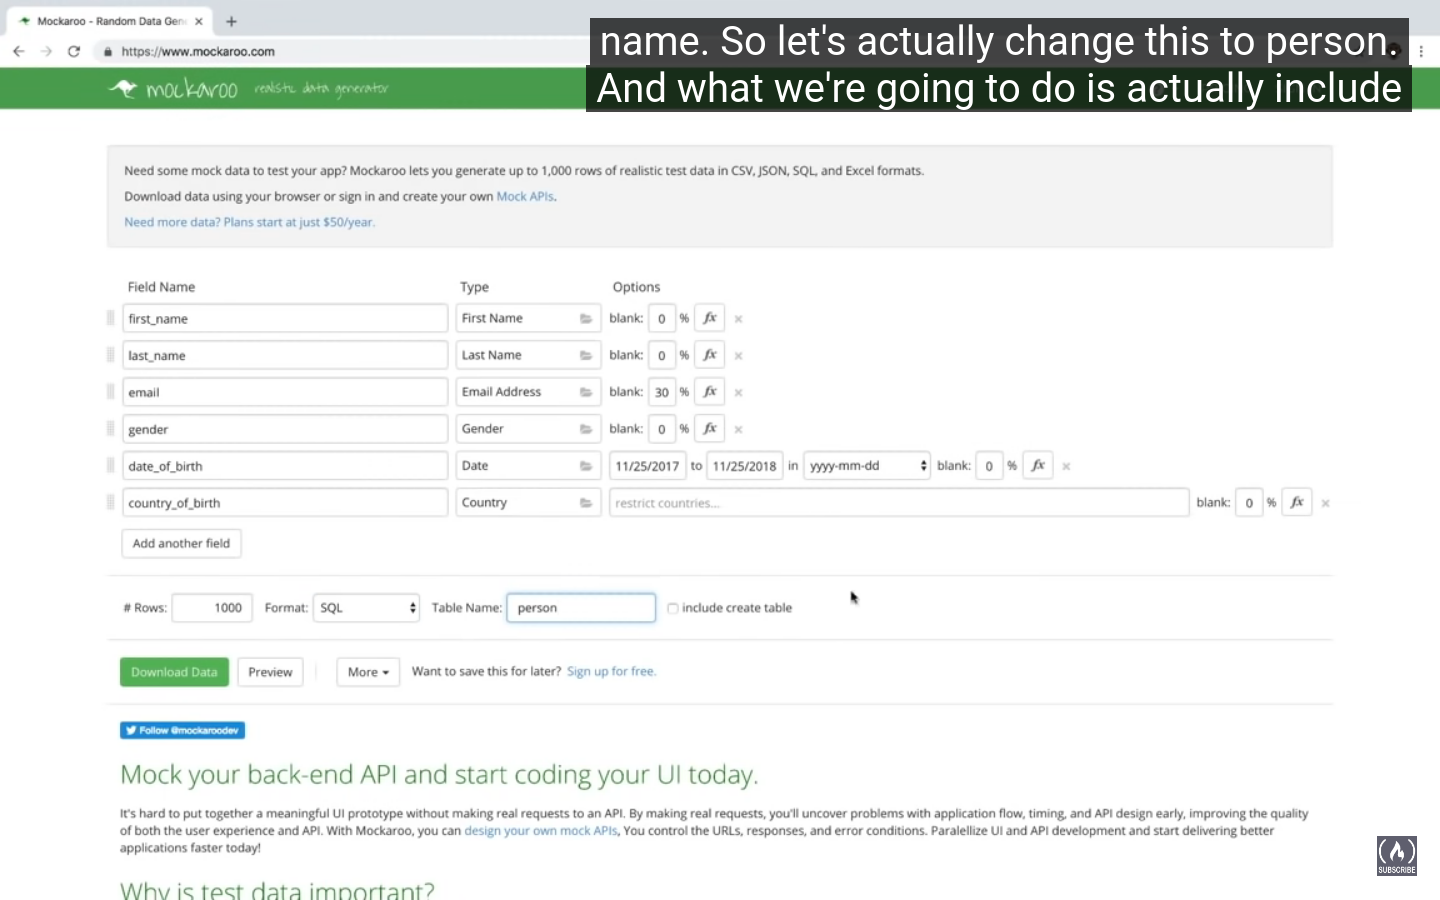 Mockaroo - Random Data Gen
https://www.mockaroo.com
name. So let's actually change this to person.
And what we're going to do is actually include
mockaroo realistic data generator
Need some mock data to test your app? Mockaroo lets you generate up to 1,000 rows of realistic test data in CSV, JSON, SQL, and Excel formats.
Download data using your browser or sign in and create your own Mock APIs.
Need more data? Plans start at just $50/year.
Field Name Type Options
first_name First Name blank: 0 % fx
last_name Last Name blank: 0 % fx
email Email Address blank: 30 % fx
gender Gender blank: 0 % fx
date_of_birth Date 11/25/2017 to 11/25/2018 in yyyy-mm-dd blank: 0 % fx
country_of_birth Country restrict countries... blank: 0 % fx
Add another field
# Rows: 1000 Format: SQL Table Name: person include create table
Download Data Preview More Want to save this for later? Sign up for free.
Follow @mockaroodev
Mock your back-end API and start coding your UI today.
It's hard to put together a meaningful UI prototype without making real requests to an API. By making real requests, you'll uncover problems with application flow, timing, and API design early, improving the quality
of both the user experience and API. With Mockaroo, you can design your own mock APIs, You control the URLs, responses, and error conditions. Paralellize UI and API development and start delivering better
applications faster today!
Why is test data important?
SUBSCRIBE